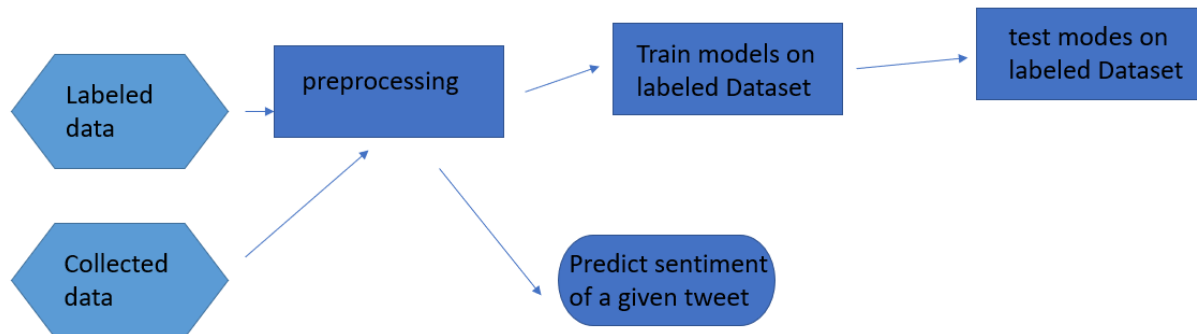 Labeled
data
preprocessing
Train models on
labeled Dataset
test modes on
labeled Dataset
Collected
data
Predict sentiment
of a given tweet